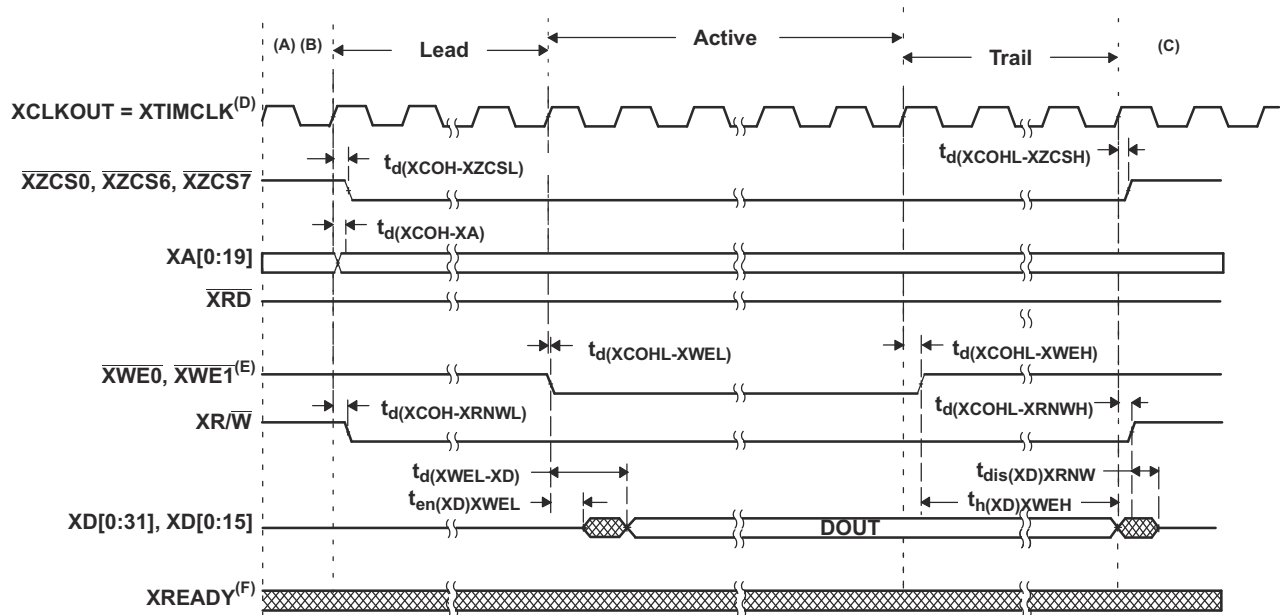 (A) (B)
Lead
Active
Trail
(C)
XCLKOUT = XTIMCLK(D)
td(XCOH-XZCSL)
td(XCOHL-XZCSH)
XZCS0, XZCS6, XZCS7
td(XCOH-XA)
XA[0:19]
XRD
td(XCOHL-XWEL)
td(XCOHL-XWEH)
XWE0, XWE1(E)
td(XCOH-XRNWL)
td(XCOHL-XRNWH)
XR/W
td(XWEL-XD)
tdis(XD)XRNW
ten(XD)XWEL
th(XD)XWEH
XD[0:31], XD[0:15]
DOUT
XREADY(F)